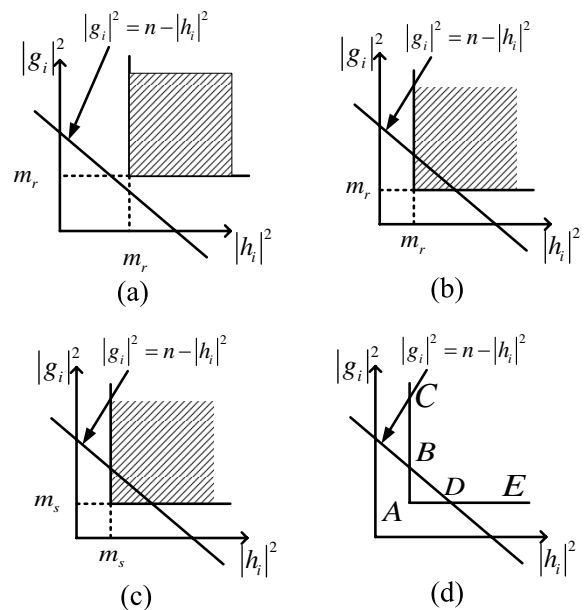 |g_i|² = n−|h_i|²
|g_i|²
m_r
m_r
|h_i|²
(a)
|g_i|² = n−|h_i|²
|g_i|²
m_r
m_r
|h_i|²
(b)
|g_i|² = n−|h_i|²
|g_i|²
m_s
m_s
|h_i|²
(c)
|g_i|² = n−|h_i|²
|g_i|²
C
B
D
E
A
|h_i|²
(d)